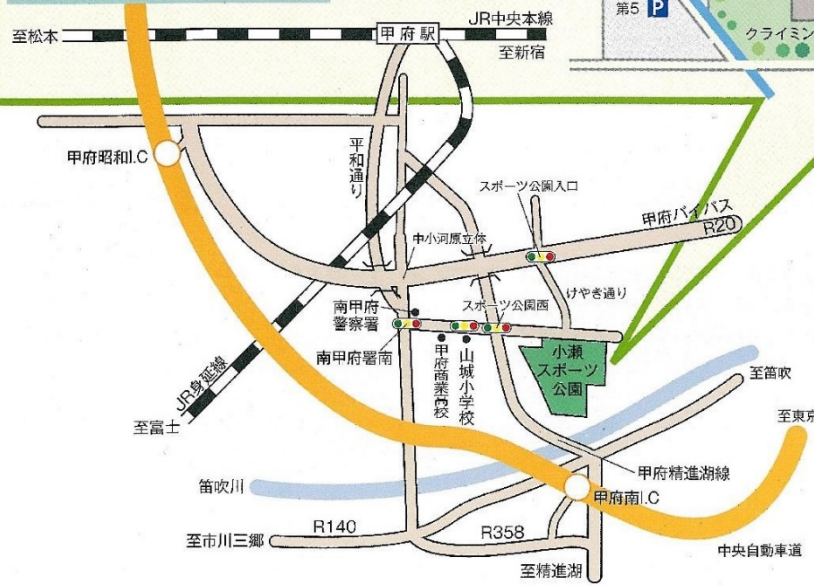 第5 P
クライミン
JR中央本線
至松本
甲府駅
至新宿
甲府昭和I.C
平和通り
スポーツ公園入口
甲府バイパス
R20
中小河原立体
けやき通り
南甲府
警察署
スポーツ公園西
南甲府署南
甲府商業高校
山城小学校
小瀬
スポーツ
公園
JR身延線
至富士
至笛吹
至東京
笛吹川
甲府精進湖線
甲府南I.C
至市川三郷
R140
R358
中央自動車道
至精進湖